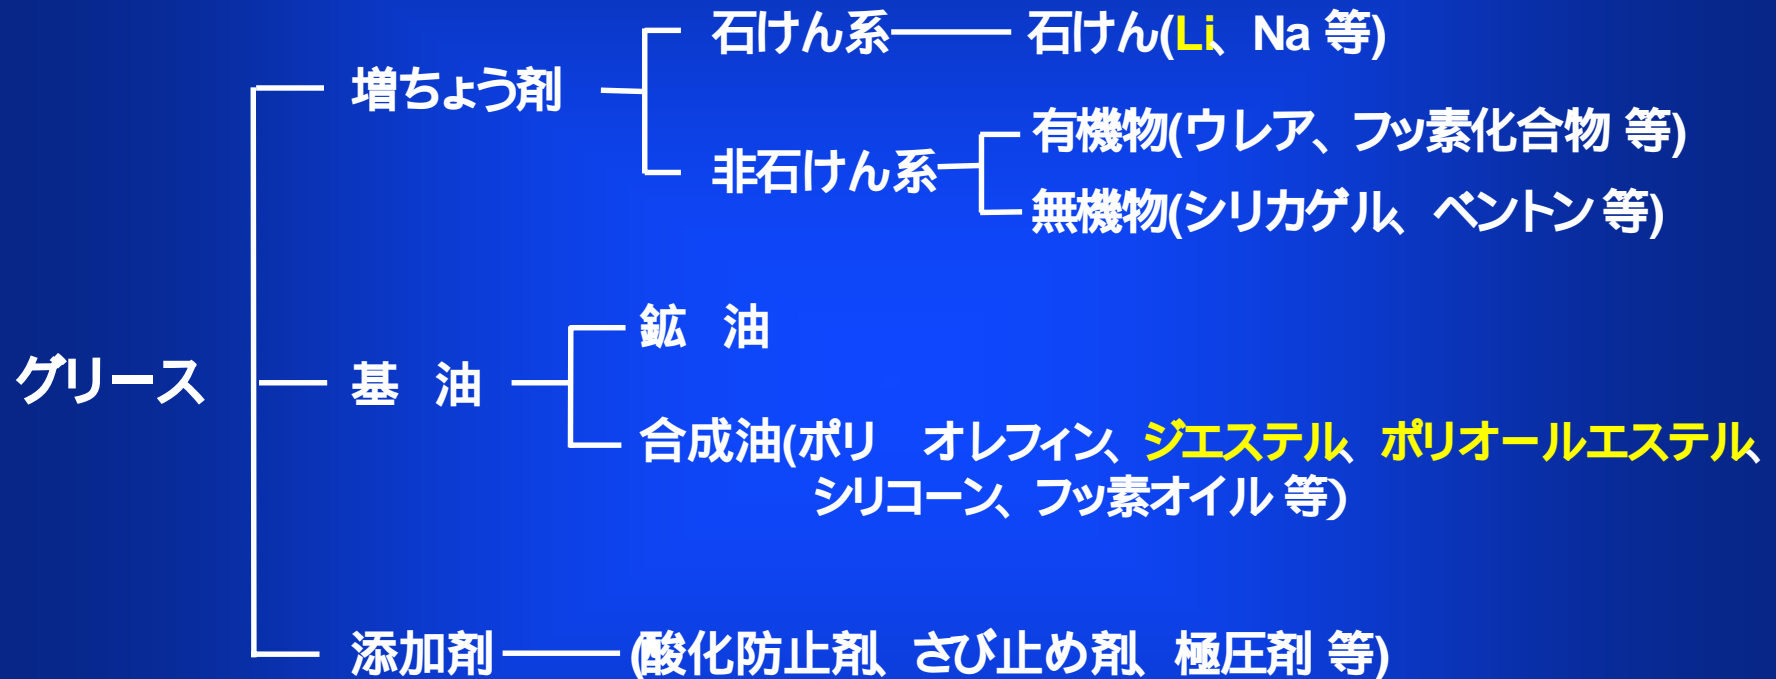 石けん系 石けん(Li、Na 等)
増ちょう剤
有機物(ウレア、フッ素化合物 等)
非石けん系
無機物(シリカゲル、ベントン 等)
鉱 油
グリース
基 油
合成油(ポリ オレフィン、ジエステル、ポリオールエステル、
シリコーン、フッ素オイル 等)
添加剤 (酸化防止剤、さび止め剤、極圧剤 等)